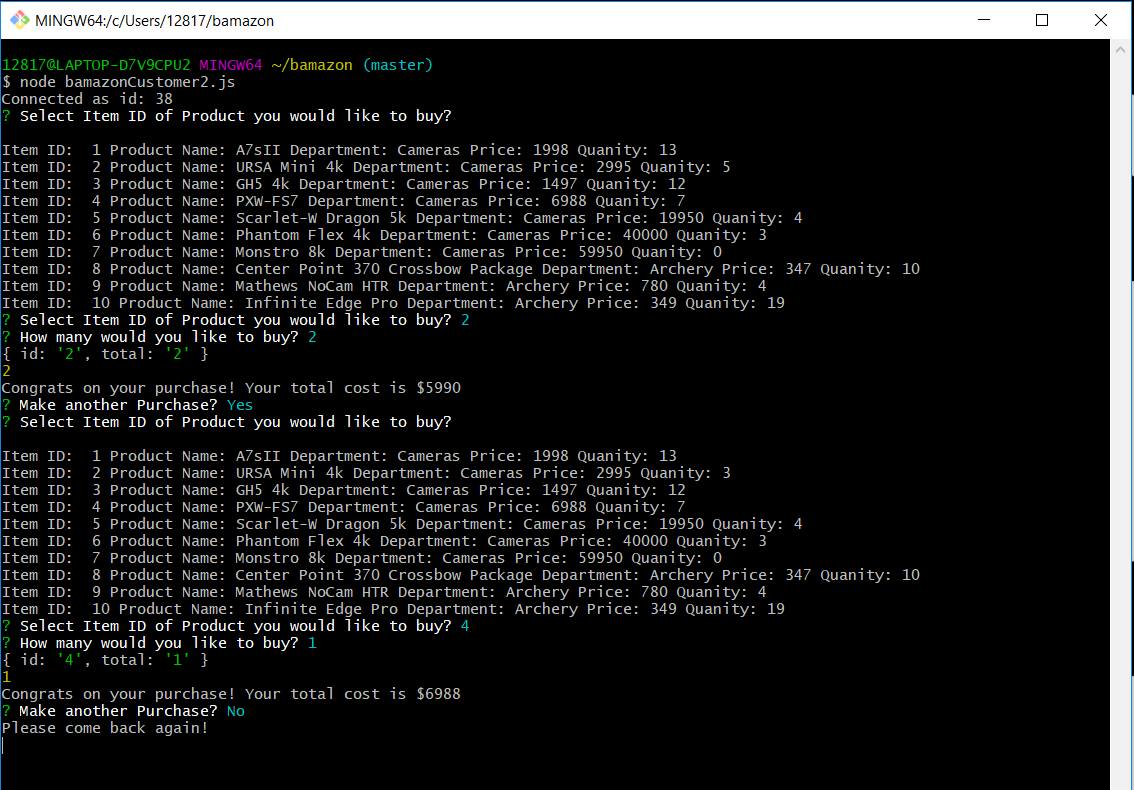 MINGW64:/c/Users/12817/bamazon
12817@LAPTOP-D7V9CPU2 MINGW64 ~/bamazon (master)
$ node bamazonCustomer2.js
Connected as id: 38
? Select Item ID of Product you would like to buy?
Item ID:  1 Product Name: A7sII Department: Cameras Price: 1998 Quanity: 13
Item ID:  2 Product Name: URSA Mini 4k Department: Cameras Price: 2995 Quanity: 5
Item ID:  3 Product Name: GH5 4k Department: Cameras Price: 1497 Quanity: 12
Item ID:  4 Product Name: PXW-FS7 Department: Cameras Price: 6988 Quanity: 7
Item ID:  5 Product Name: Scarlet-W Dragon 5k Department: Cameras Price: 19950 Quanity: 4
Item ID:  6 Product Name: Phantom Flex 4k Department: Cameras Price: 40000 Quanity: 3
Item ID:  7 Product Name: Monstro 8k Department: Cameras Price: 59950 Quanity: 0
Item ID:  8 Product Name: Center Point 370 Crossbow Package Department: Archery Price: 347 Quanity: 10
Item ID:  9 Product Name: Mathews NoCam HTR Department: Archery Price: 780 Quanity: 4
Item ID:  10 Product Name: Infinite Edge Pro Department: Archery Price: 349 Quanity: 19
? Select Item ID of Product you would like to buy? 2
? How many would you like to buy? 2
{ id: '2', total: '2' }
2
Congrats on your purchase! Your total cost is $5990
? Make another Purchase? Yes
? Select Item ID of Product you would like to buy?
Item ID:  1 Product Name: A7sII Department: Cameras Price: 1998 Quanity: 13
Item ID:  2 Product Name: URSA Mini 4k Department: Cameras Price: 2995 Quanity: 3
Item ID:  3 Product Name: GH5 4k Department: Cameras Price: 1497 Quanity: 12
Item ID:  4 Product Name: PXW-FS7 Department: Cameras Price: 6988 Quanity: 7
Item ID:  5 Product Name: Scarlet-W Dragon 5k Department: Cameras Price: 19950 Quanity: 4
Item ID:  6 Product Name: Phantom Flex 4k Department: Cameras Price: 40000 Quanity: 3
Item ID:  7 Product Name: Monstro 8k Department: Cameras Price: 59950 Quanity: 0
Item ID:  8 Product Name: Center Point 370 Crossbow Package Department: Archery Price: 347 Quanity: 10
Item ID:  9 Product Name: Mathews NoCam HTR Department: Archery Price: 780 Quanity: 4
Item ID:  10 Product Name: Infinite Edge Pro Department: Archery Price: 349 Quanity: 19
? Select Item ID of Product you would like to buy? 4
? How many would you like to buy? 1
{ id: '4', total: '1' }
1
Congrats on your purchase! Your total cost is $6988
? Make another Purchase? No
Please come back again!